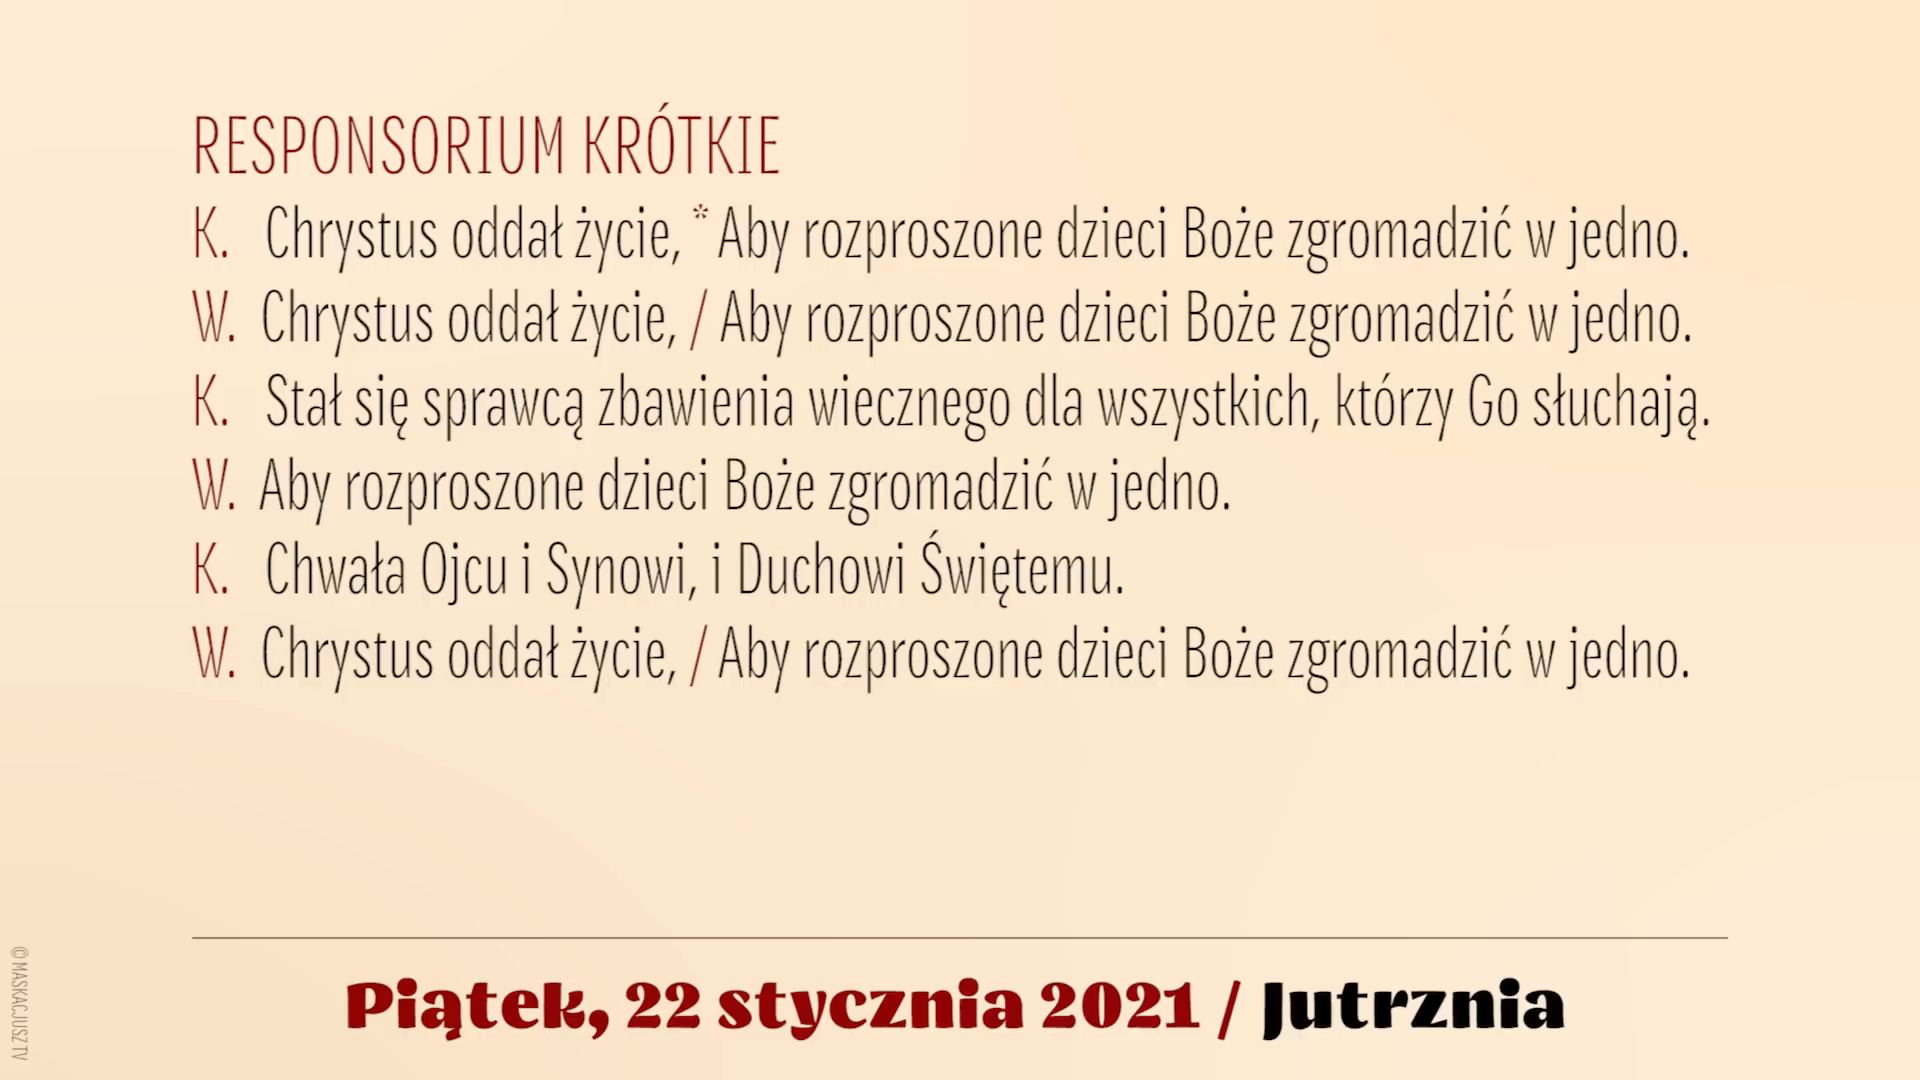 RESPONSORIUM KRÓTKIE
K. Chrystus oddał życie, * Aby rozproszone dzieci Boże zgromadzić w jedno.
W. Chrystus oddał życie, / Aby rozproszone dzieci Boże zgromadzić w jedno.
K. Stał się sprawcą zbawienia wiecznego dla wszystkich, którzy Go słuchają.
W. Aby rozproszone dzieci Boże zgromadzić w jedno.
K. Chwała Ojcu i Synowi, i Duchowi Świętemu.
W. Chrystus oddał życie, / Aby rozproszone dzieci Boże zgromadzić w jedno.
Piątek, 22 stycznia 2021 / Jutrznia
© MASKACJUSZ TV